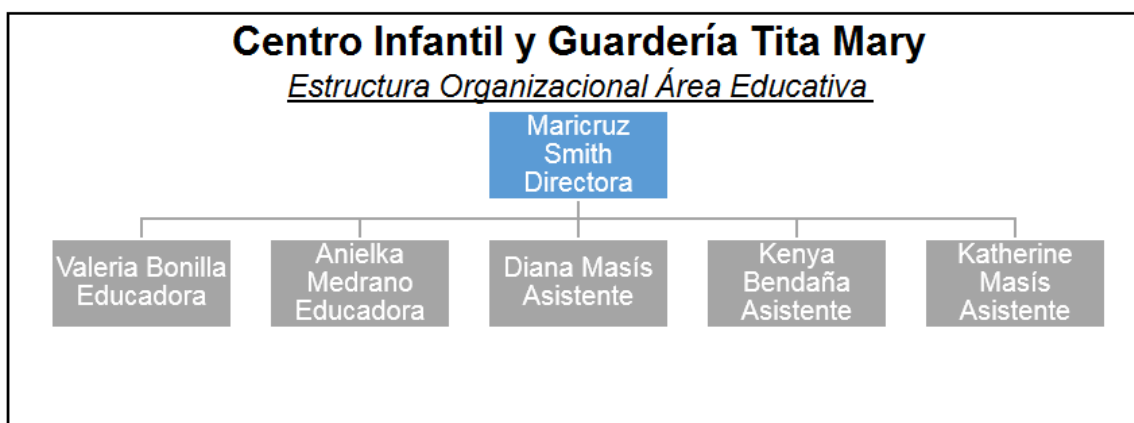 Centro Infantil y Guardería Tita Mary
Estructura Organizacional Área Educativa
Maricruz
Smith
Directora
Valeria Bonilla
Educadora
Anielka
Medrano
Educadora
Diana Masís
Asistente
Kenya
Bendaña
Asistente
Katherine
Masís
Asistente